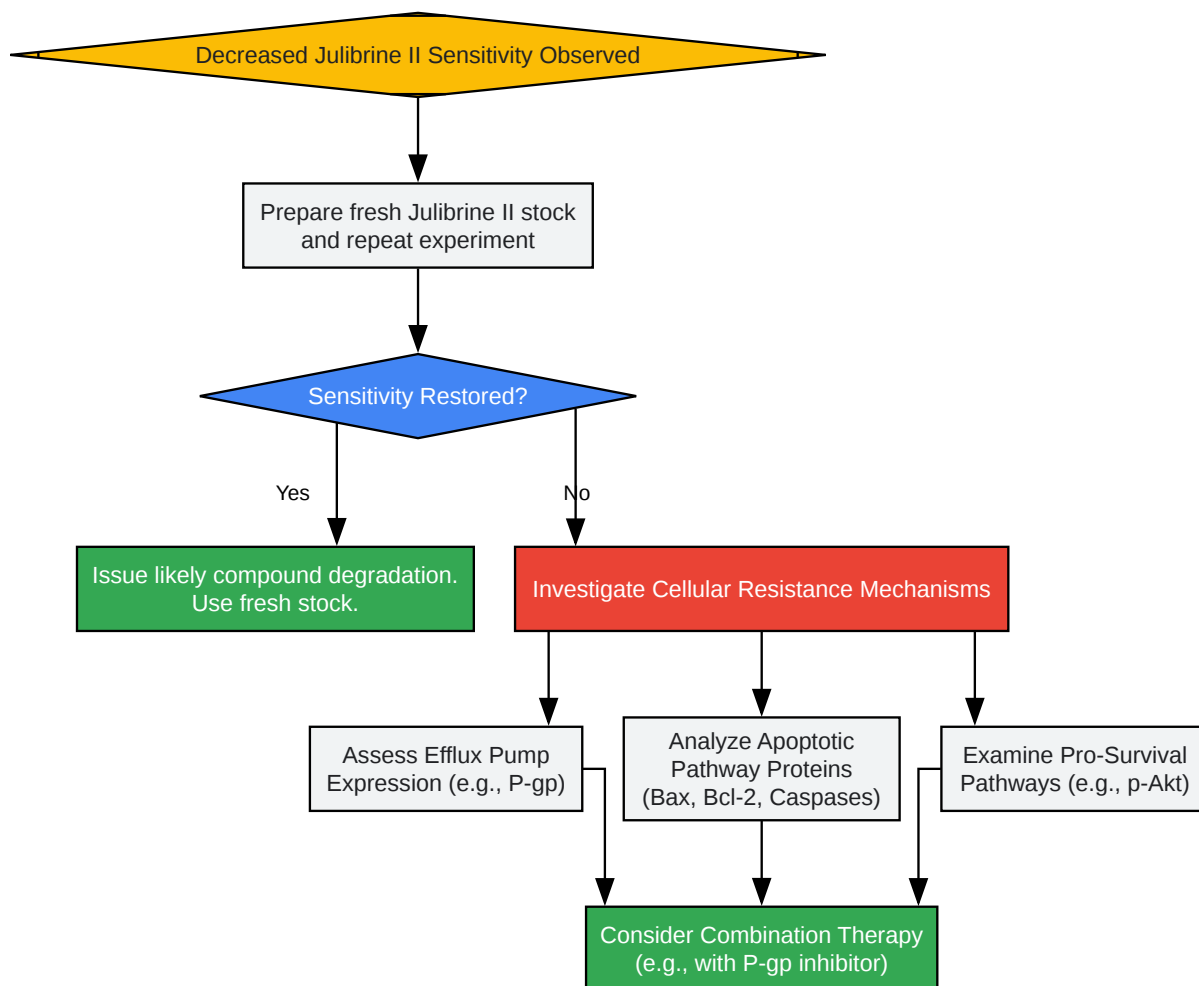 Decreased Julibrine II Sensitivity Observed
Prepare fresh Julibrine II stock
and repeat experiment
Sensitivity Restored?
Yes
No
Issue likely compound degradation.
Use fresh stock.
Investigate Cellular Resistance Mechanisms
Assess Efflux Pump
Expression (e.g., P-gp)
Analyze Apoptotic
Pathway Proteins
(Bax, Bcl-2, Caspases)
Examine Pro-Survival
Pathways (e.g., p-Akt)
Consider Combination Therapy
(e.g., with P-gp inhibitor)